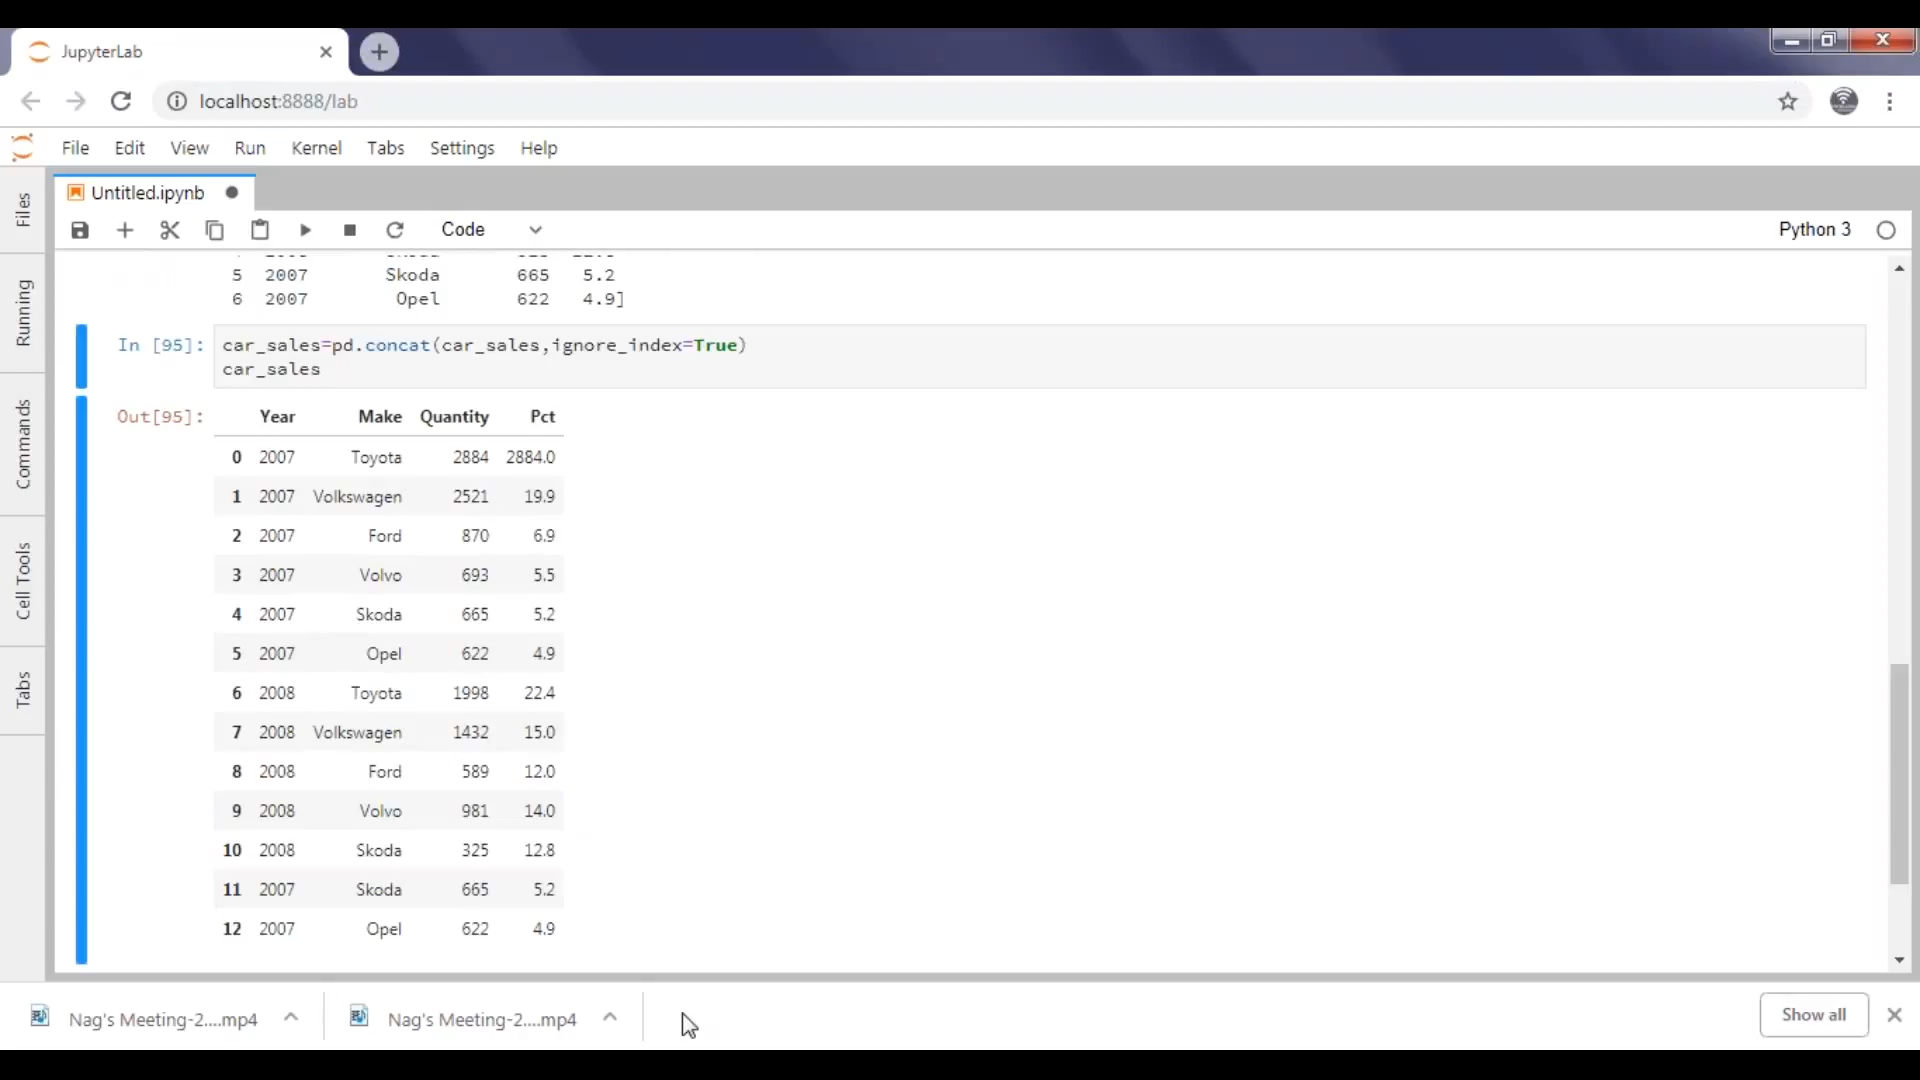 JupyterLab
localhost:8888/lab
File Edit View Run Kernel Tabs Settings Help
Untitled.ipynb
Code
Python 3
Files
Running
Commands
Cell Tools
Tabs
5 2007 Skoda 665 5.2
6 2007 Opel 622 4.9]
In [95]: car_sales=pd.concat(car_sales,ignore_index=True)
car_sales
Out[95]: Year Make Quantity Pct
0 2007 Toyota 2884 2884.0
1 2007 Volkswagen 2521 19.9
2 2007 Ford 870 6.9
3 2007 Volvo 693 5.5
4 2007 Skoda 665 5.2
5 2007 Opel 622 4.9
6 2008 Toyota 1998 22.4
7 2008 Volkswagen 1432 15.0
8 2008 Ford 589 12.0
9 2008 Volvo 981 14.0
10 2008 Skoda 325 12.8
11 2007 Skoda 665 5.2
12 2007 Opel 622 4.9
Nag's Meeting-2....mp4 Nag's Meeting-2....mp4 Show all